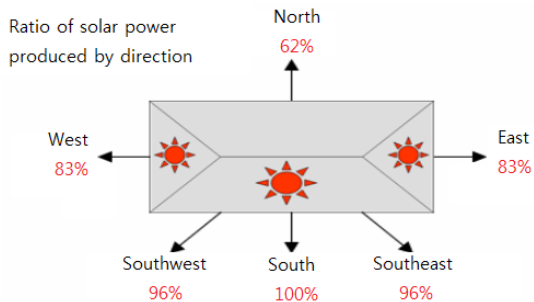 Ratio of solar power
produced by direction
North
62%
West
83%
East
83%
Southwest
96%
South
100%
Southeast
96%